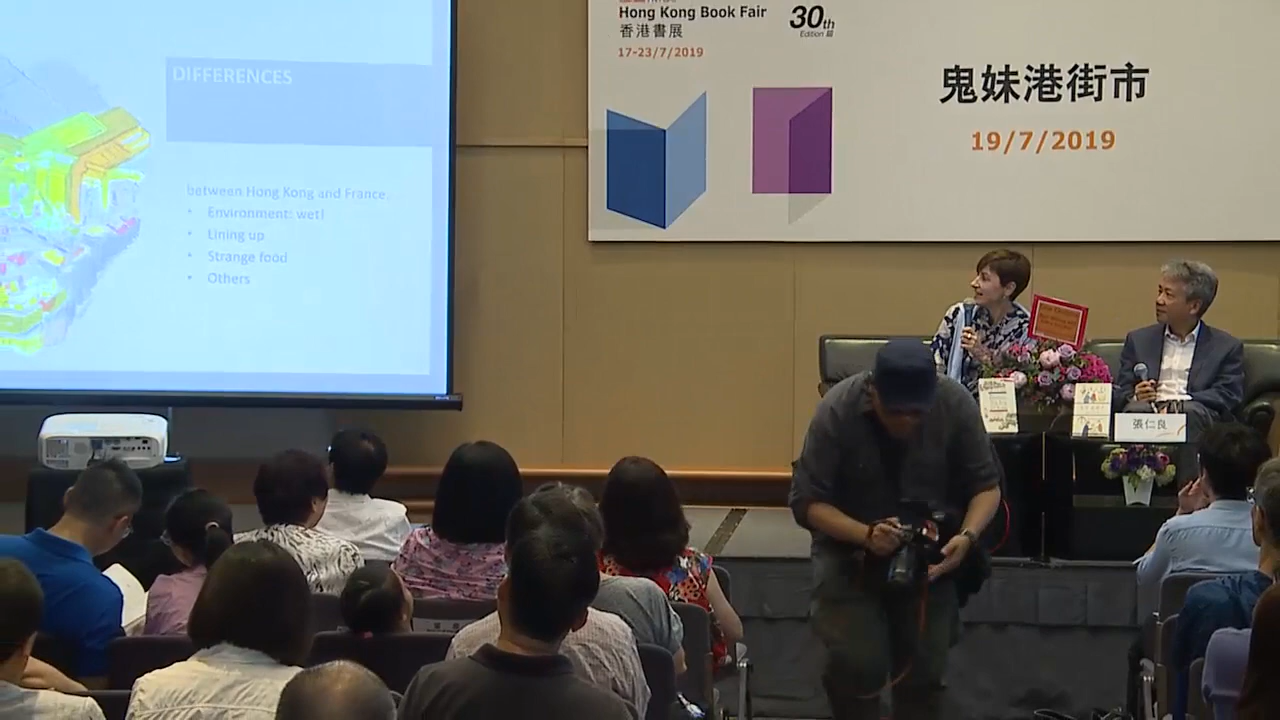 DIFFERENCES
between Hong Kong and France:
• Environment: wet!
• Lining up
• Strange food
• Others
Hong Kong Book Fair
香港書展
17-23/7/2019
30th
Edition 屆
鬼妹港街市
19/7/2019
張仁良